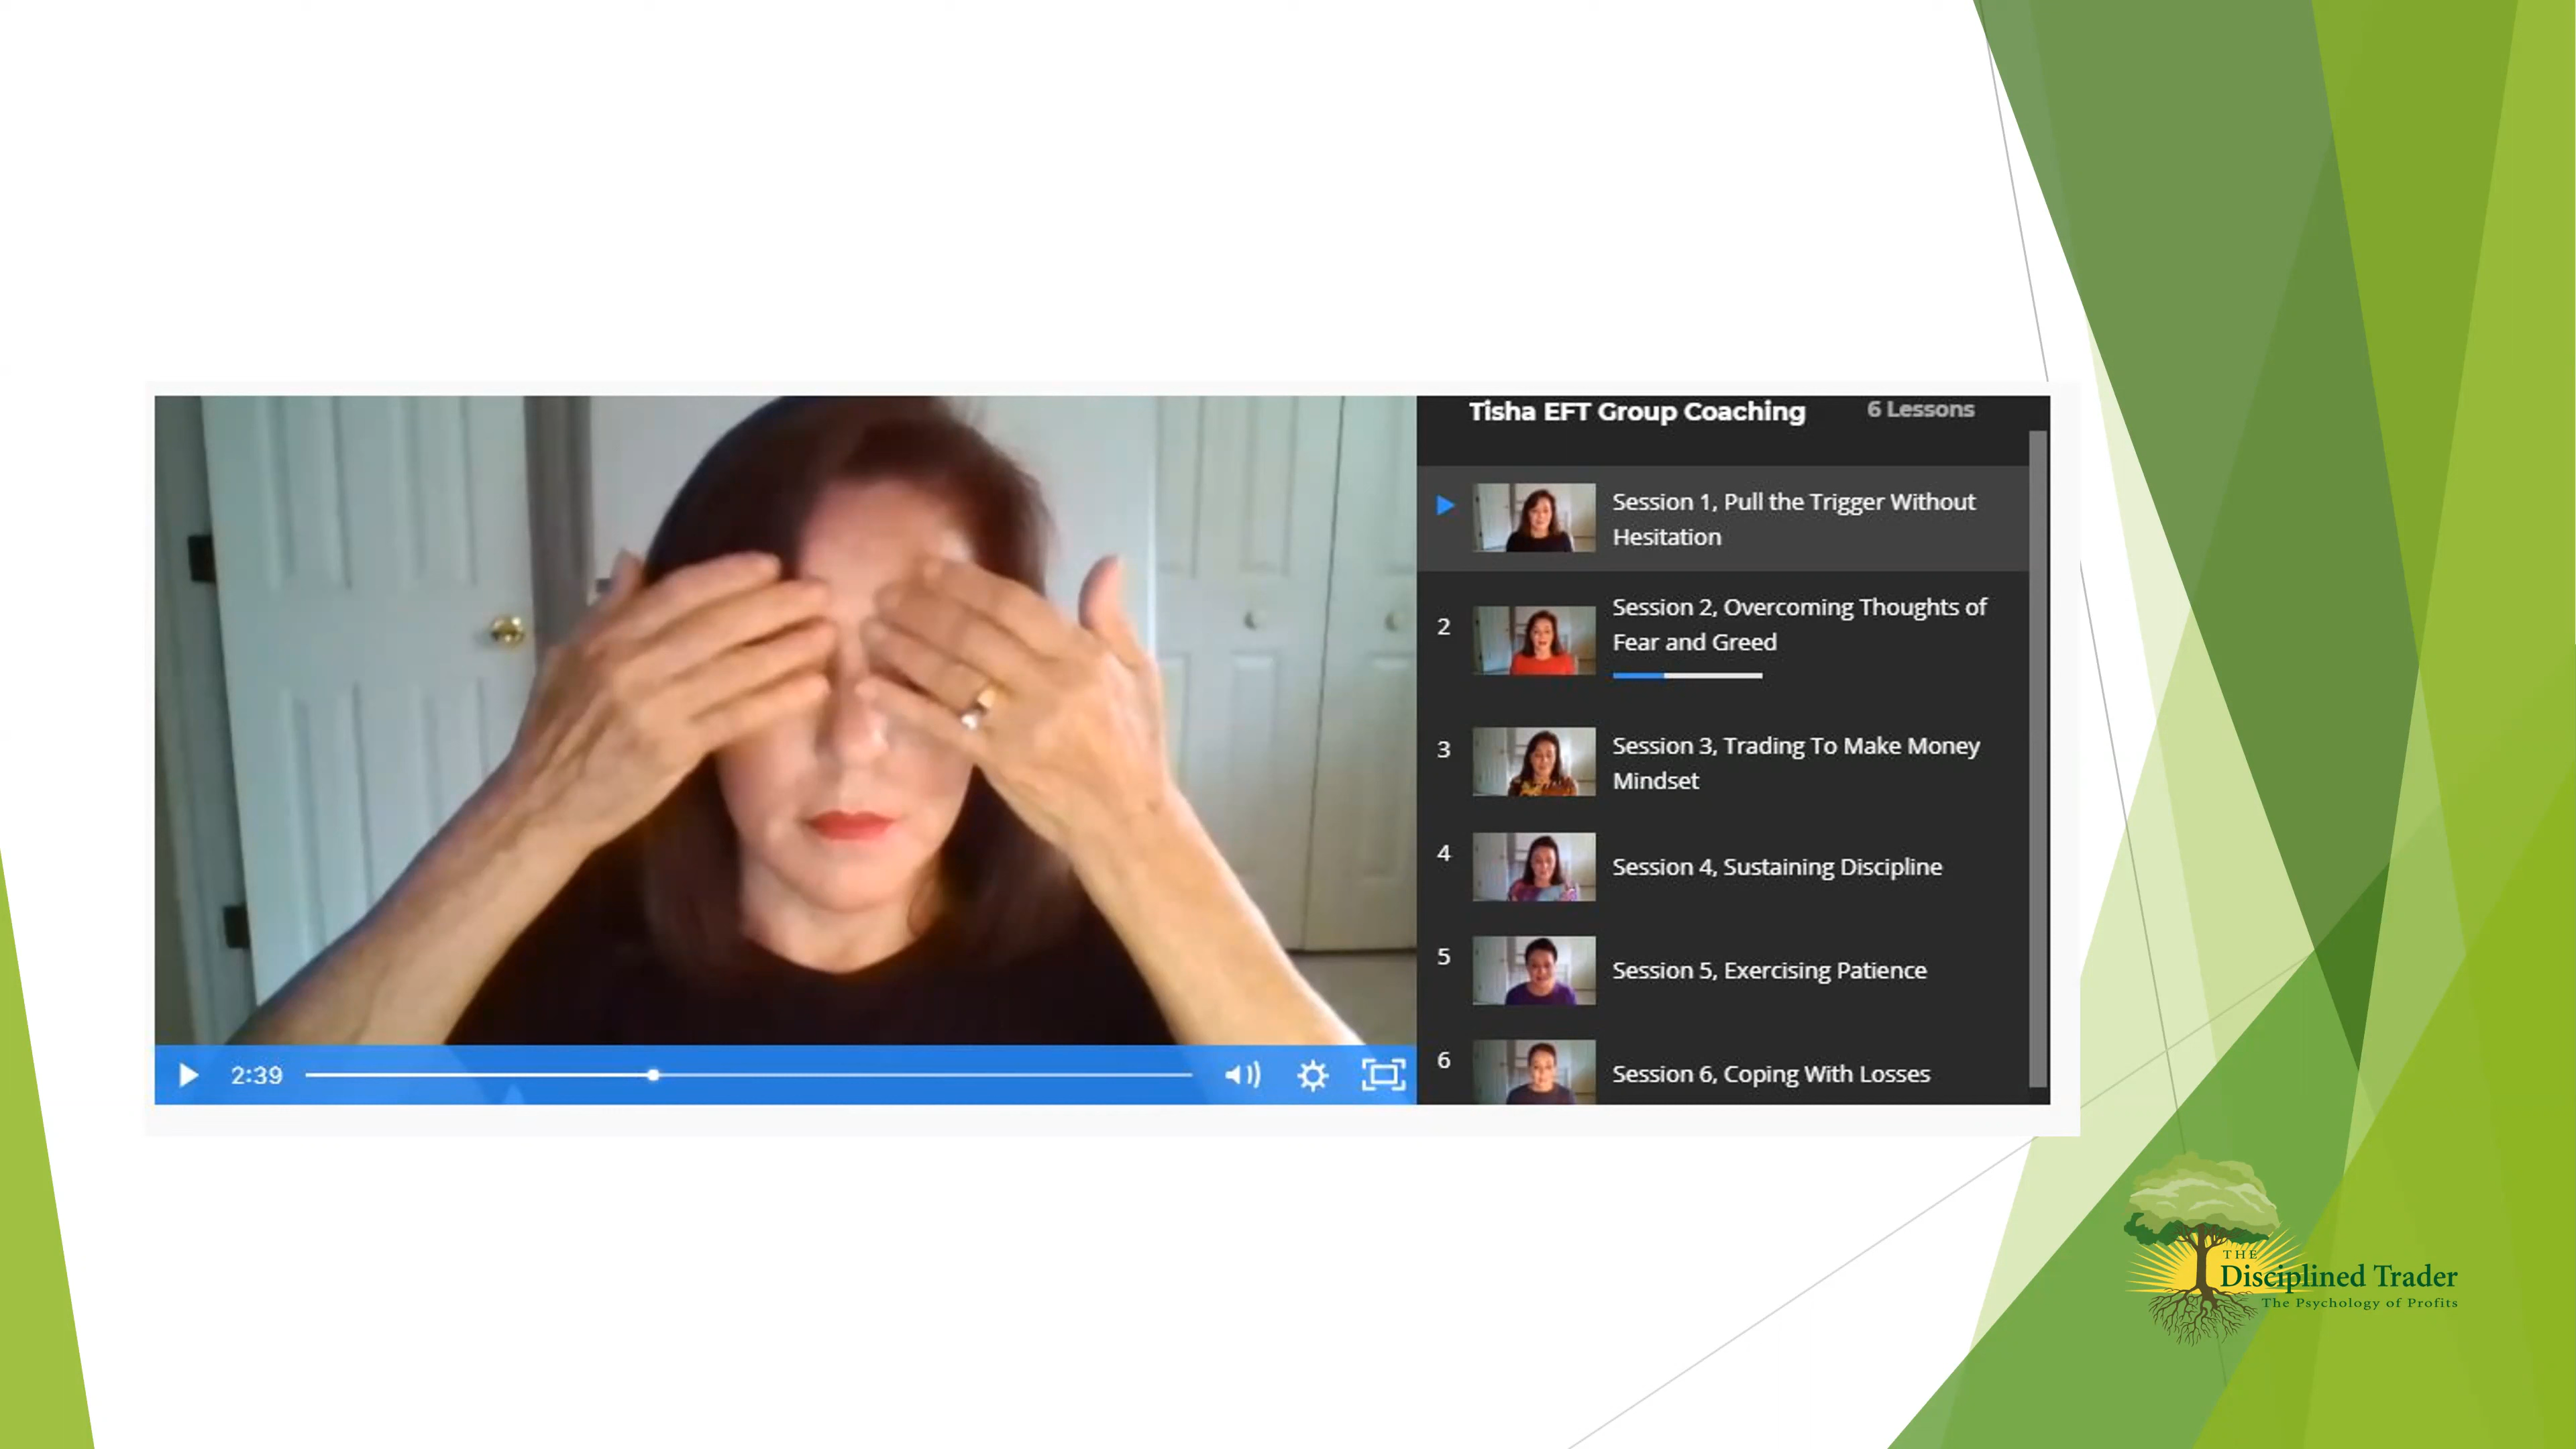 Tisha EFT Group Coaching
6 Lessons
Session 1, Pull the Trigger Without
Hesitation
2
Session 2, Overcoming Thoughts of
Fear and Greed
3
Session 3, Trading To Make Money
Mindset
4
Session 4, Sustaining Discipline
5
Session 5, Exercising Patience
6
Session 6, Coping With Losses
2:39
THE
Disciplined Trader
The Psychology of Profits